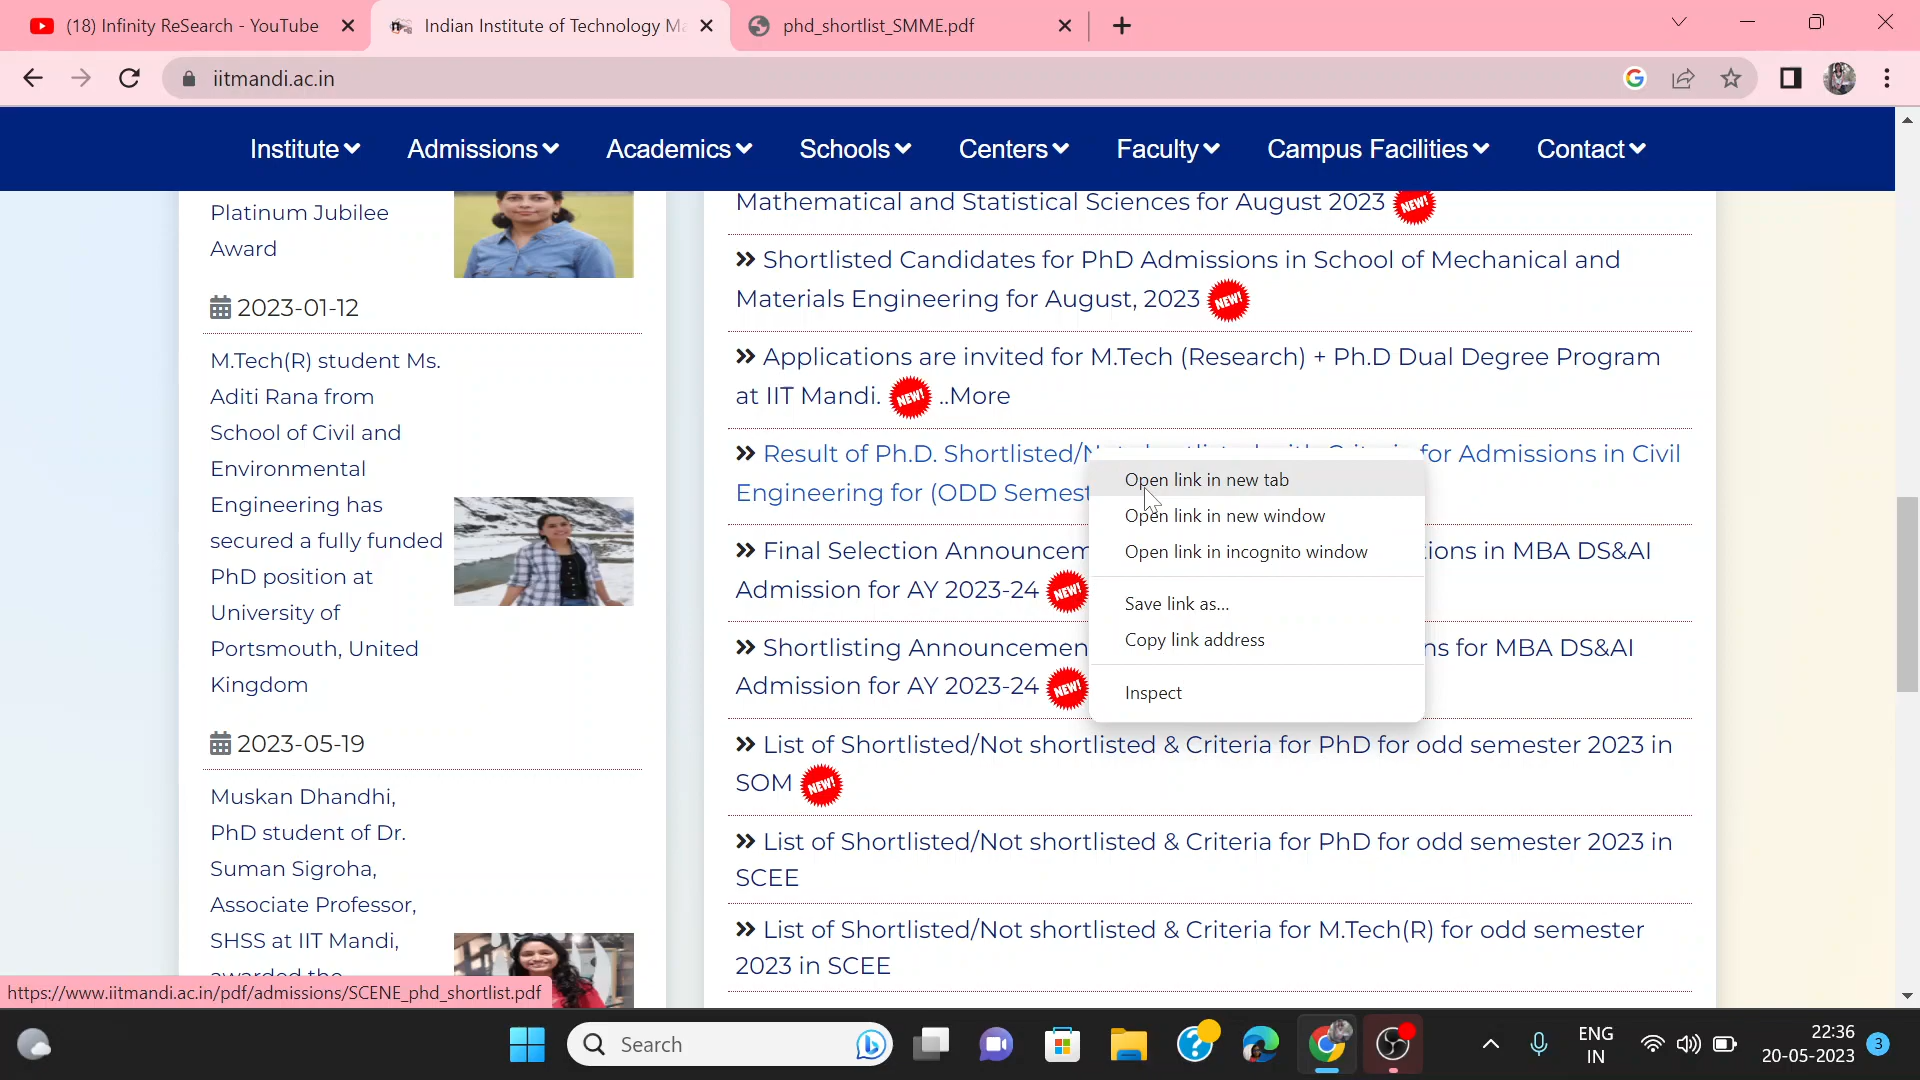 (18) Infinity ReSearch - YouTube
Indian Institute of Technology Ma
phd_shortlist_SMME.pdf
iitmandi.ac.in
Institute
Admissions
Academics
Schools
Centers
Faculty
Campus Facilities
Contact
Platinum Jubilee
Award
2023-01-12
M.Tech(R) student Ms.
Aditi Rana from
School of Civil and
Environmental
Engineering has
secured a fully funded
PhD position at
University of
Portsmouth, United
Kingdom
2023-05-19
Muskan Dhandhi,
PhD student of Dr.
Suman Sigroha,
Associate Professor,
SHSS at IIT Mandi,
awarded the
Mathematical and Statistical Sciences for August 2023 NEW!
» Shortlisted Candidates for PhD Admissions in School of Mechanical and
Materials Engineering for August, 2023 NEW!
» Applications are invited for M.Tech (Research) + Ph.D Dual Degree Program
at IIT Mandi. NEW! ..More
» Result of Ph.D. Shortlisted/Not shortlisted with Criteria for Admissions in Civil
Engineering for (ODD Semest
» Final Selection Announcem ions in MBA DS&AI
Admission for AY 2023-24 NEW!
» Shortlisting Announcemen ns for MBA DS&AI
Admission for AY 2023-24 NEW!
» List of Shortlisted/Not shortlisted & Criteria for PhD for odd semester 2023 in
SOM NEW!
» List of Shortlisted/Not shortlisted & Criteria for PhD for odd semester 2023 in
SCEE
» List of Shortlisted/Not shortlisted & Criteria for M.Tech(R) for odd semester
2023 in SCEE
Open link in new tab
Open link in new window
Open link in incognito window
Save link as...
Copy link address
Inspect
https://www.iitmandi.ac.in/pdf/admissions/SCENE_phd_shortlist.pdf
Search
ENG
IN
22:36
20-05-2023
3